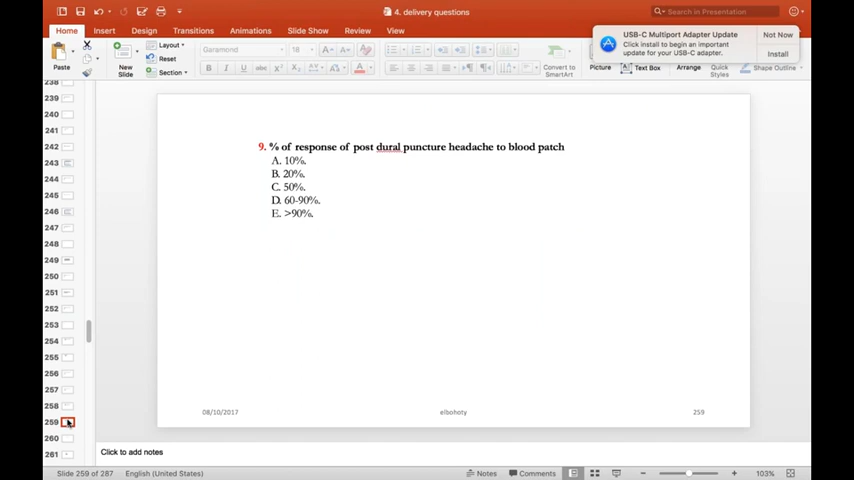 4. delivery questions
Search in Presentation
Home Insert Design Transitions Animations Slide Show Review View
USB-C Multiport Adapter Update
Click install to begin an important
update for your USB-C adapter.
Not Now
Install
Paste
New
Slide
Layout
Reset
Section
Garamond
18
B I U abc X² X₂
Convert to
SmartArt
Picture
Text Box
Arrange
Quick
Styles
Shape Outline
238
239
240
241
242
243
244
245
246
247
248
249
250
251
252
253
254
255
256
257
258
259
260
261
9. % of response of post dural puncture headache to blood patch
A. 10%.
B. 20%.
C. 50%.
D. 60-90%.
E. >90%.
08/10/2017 elbohoty 259
Click to add notes
Slide 259 of 287 English (United States) Notes Comments 103%